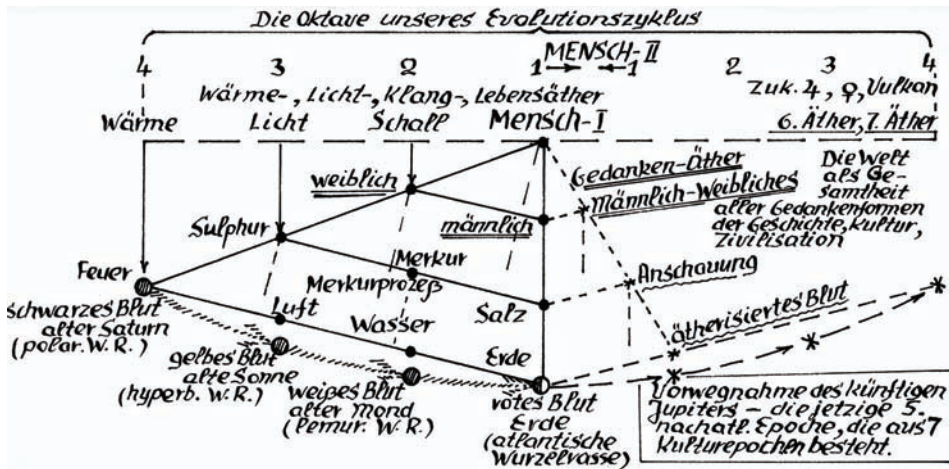 Die Oktave unseres Evolutionszyklus
MENSCH-II
4 3 2 1 1 2 3 4
Wärme-, Licht-, Klang-, Lebensäther
Zuk. ♃, ♀, Vulkan
Wärme Licht Schall Mensch-I
6. Äther, 7. Äther
Gedanken-Äther
Die Welt
als Ge-
samtheit
aller Gedankenformen
der Geschichte, Kultur,
Zivilisation
weiblich
Männlich-Weibliches
männlich
Sulphur
Merkur
Merkurprozeß
Anschauung
Feuer
Salz
schwarzes Blut
alter Saturn
(polar. W.R.)
Luft
Wasser
Erde
ätherisiertes Blut
gelbes Blut
alte Sonne
(hyperb. W.R.)
weißes Blut
alter Mond
(lemur. W.R.)
rotes Blut
Erde
(atlantische
Wurzelrasse)
Vorwegnahme des künftigen
Jupiters – die jetzige 5.
nachatl. Epoche, die aus 7
Kulturepochen besteht.